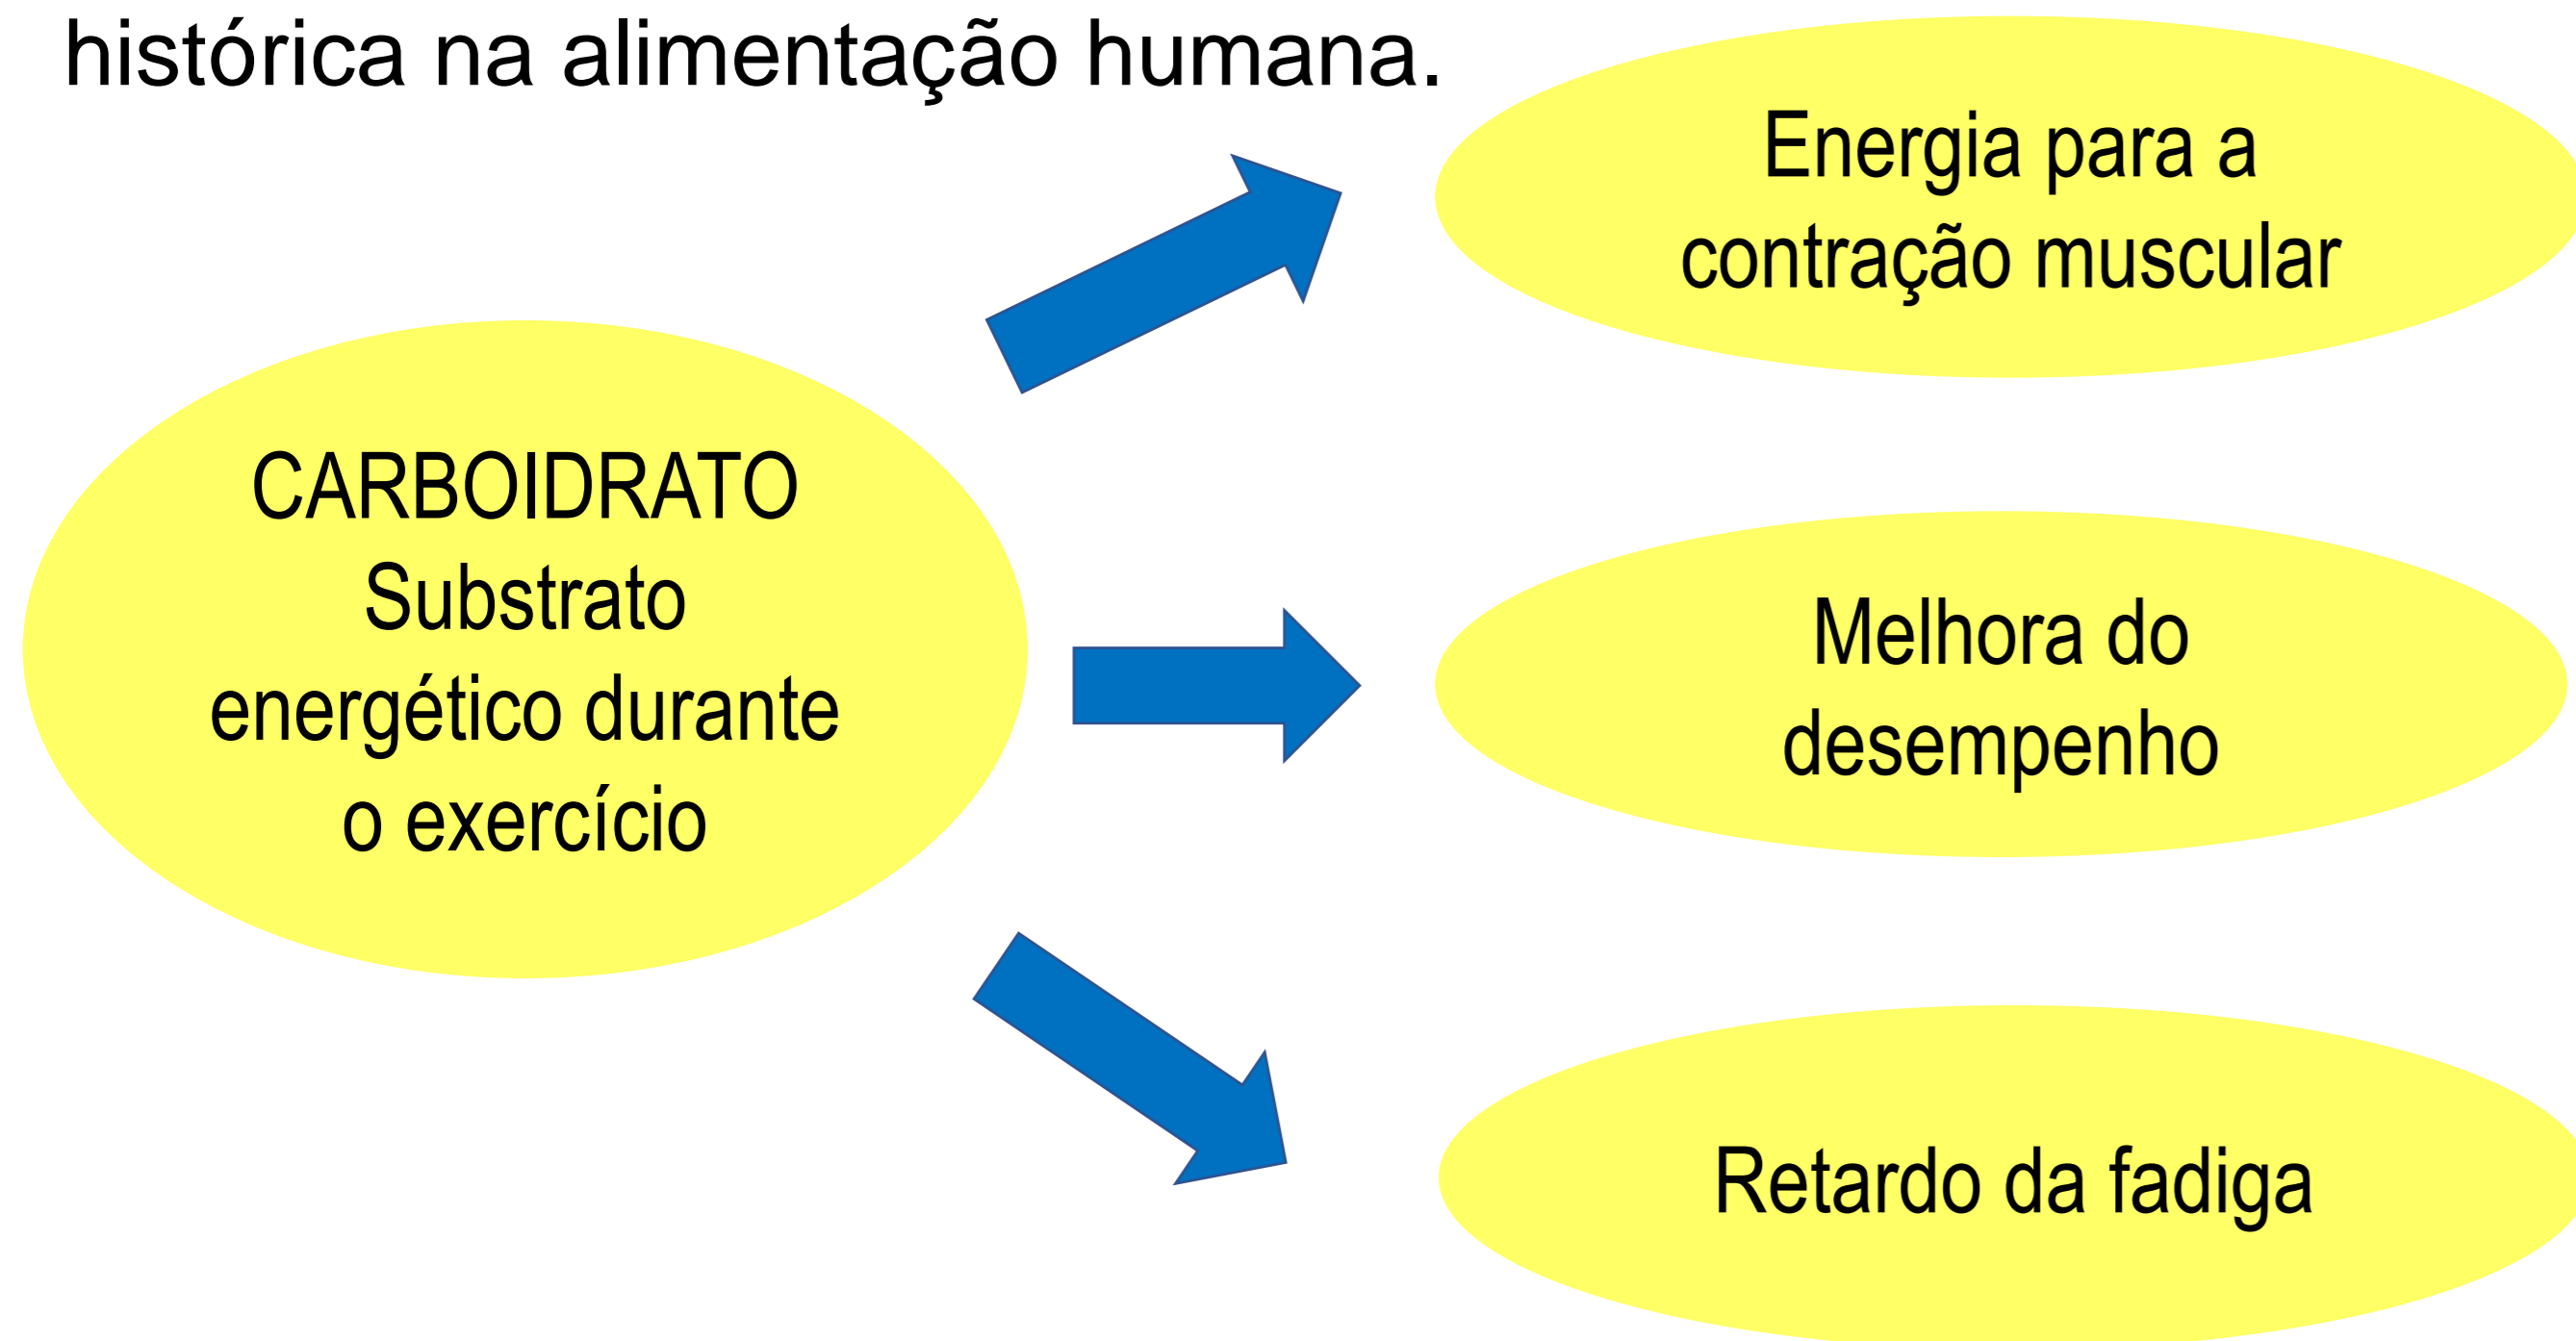 histórica na alimentação humana.
Energia para a
contração muscular
CARBOIDRATO
Substrato
energético durante
o exercício
Melhora do
desempenho
Retardo da fadiga